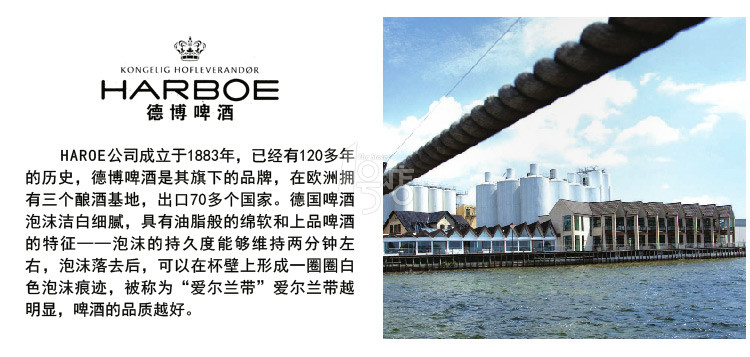 KONGELIG HOFLEVERANDØR
HARBOE
德博啤酒
HAROE公司成立于1883年，已经有120多年
的历史，德博啤酒是其旗下的品牌，在欧洲拥
有三个酿酒基地，出口70多个国家。德国啤酒
泡沫洁白细腻，具有油脂般的绵软和上品啤酒
的特征——泡沫的持久度能够维持两分钟左
右，泡沫落去后，可以在杯壁上形成一圈圈白
色泡沫痕迹，被称为“爱尔兰带”爱尔兰带越
明显，啤酒的品质越好。